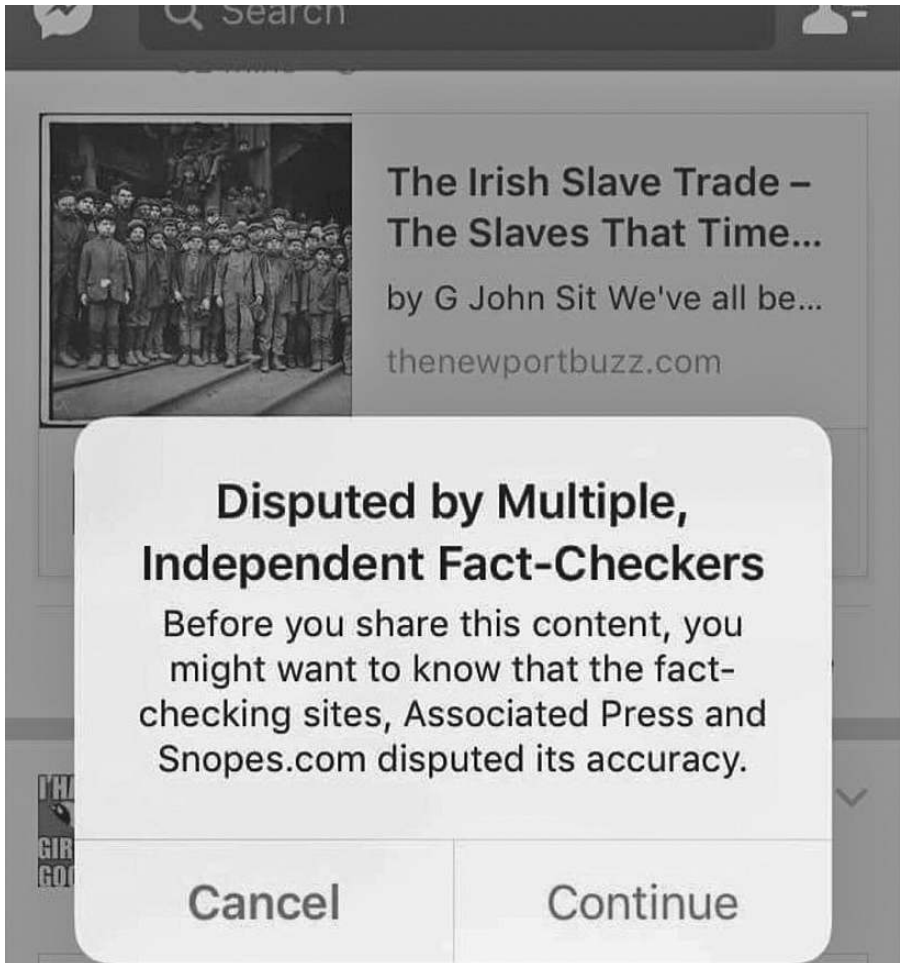 Search
The Irish Slave Trade –
The Slaves That Time...
by G John Sit We've all be...
thenewportbuzz.com
Disputed by Multiple,
Independent Fact-Checkers
Before you share this content, you
might want to know that the fact-
checking sites, Associated Press and
Snopes.com disputed its accuracy.
GIR
Cancel
Continue